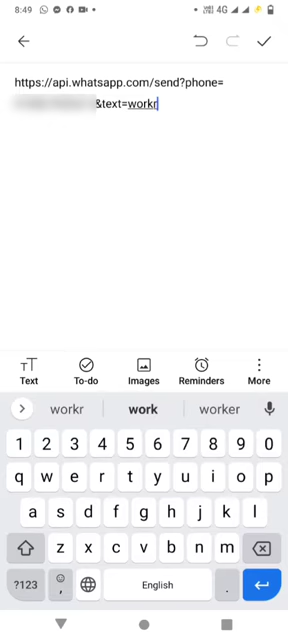 8:49 4G
https://api.whatsapp.com/send?phone=
&text=workr
Text To-do Images Reminders More
workr work worker
1 2 3 4 5 6 7 8 9 0
q w e r t y u i o p
a s d f g h j k l
z x c v b n m
?123 , English .